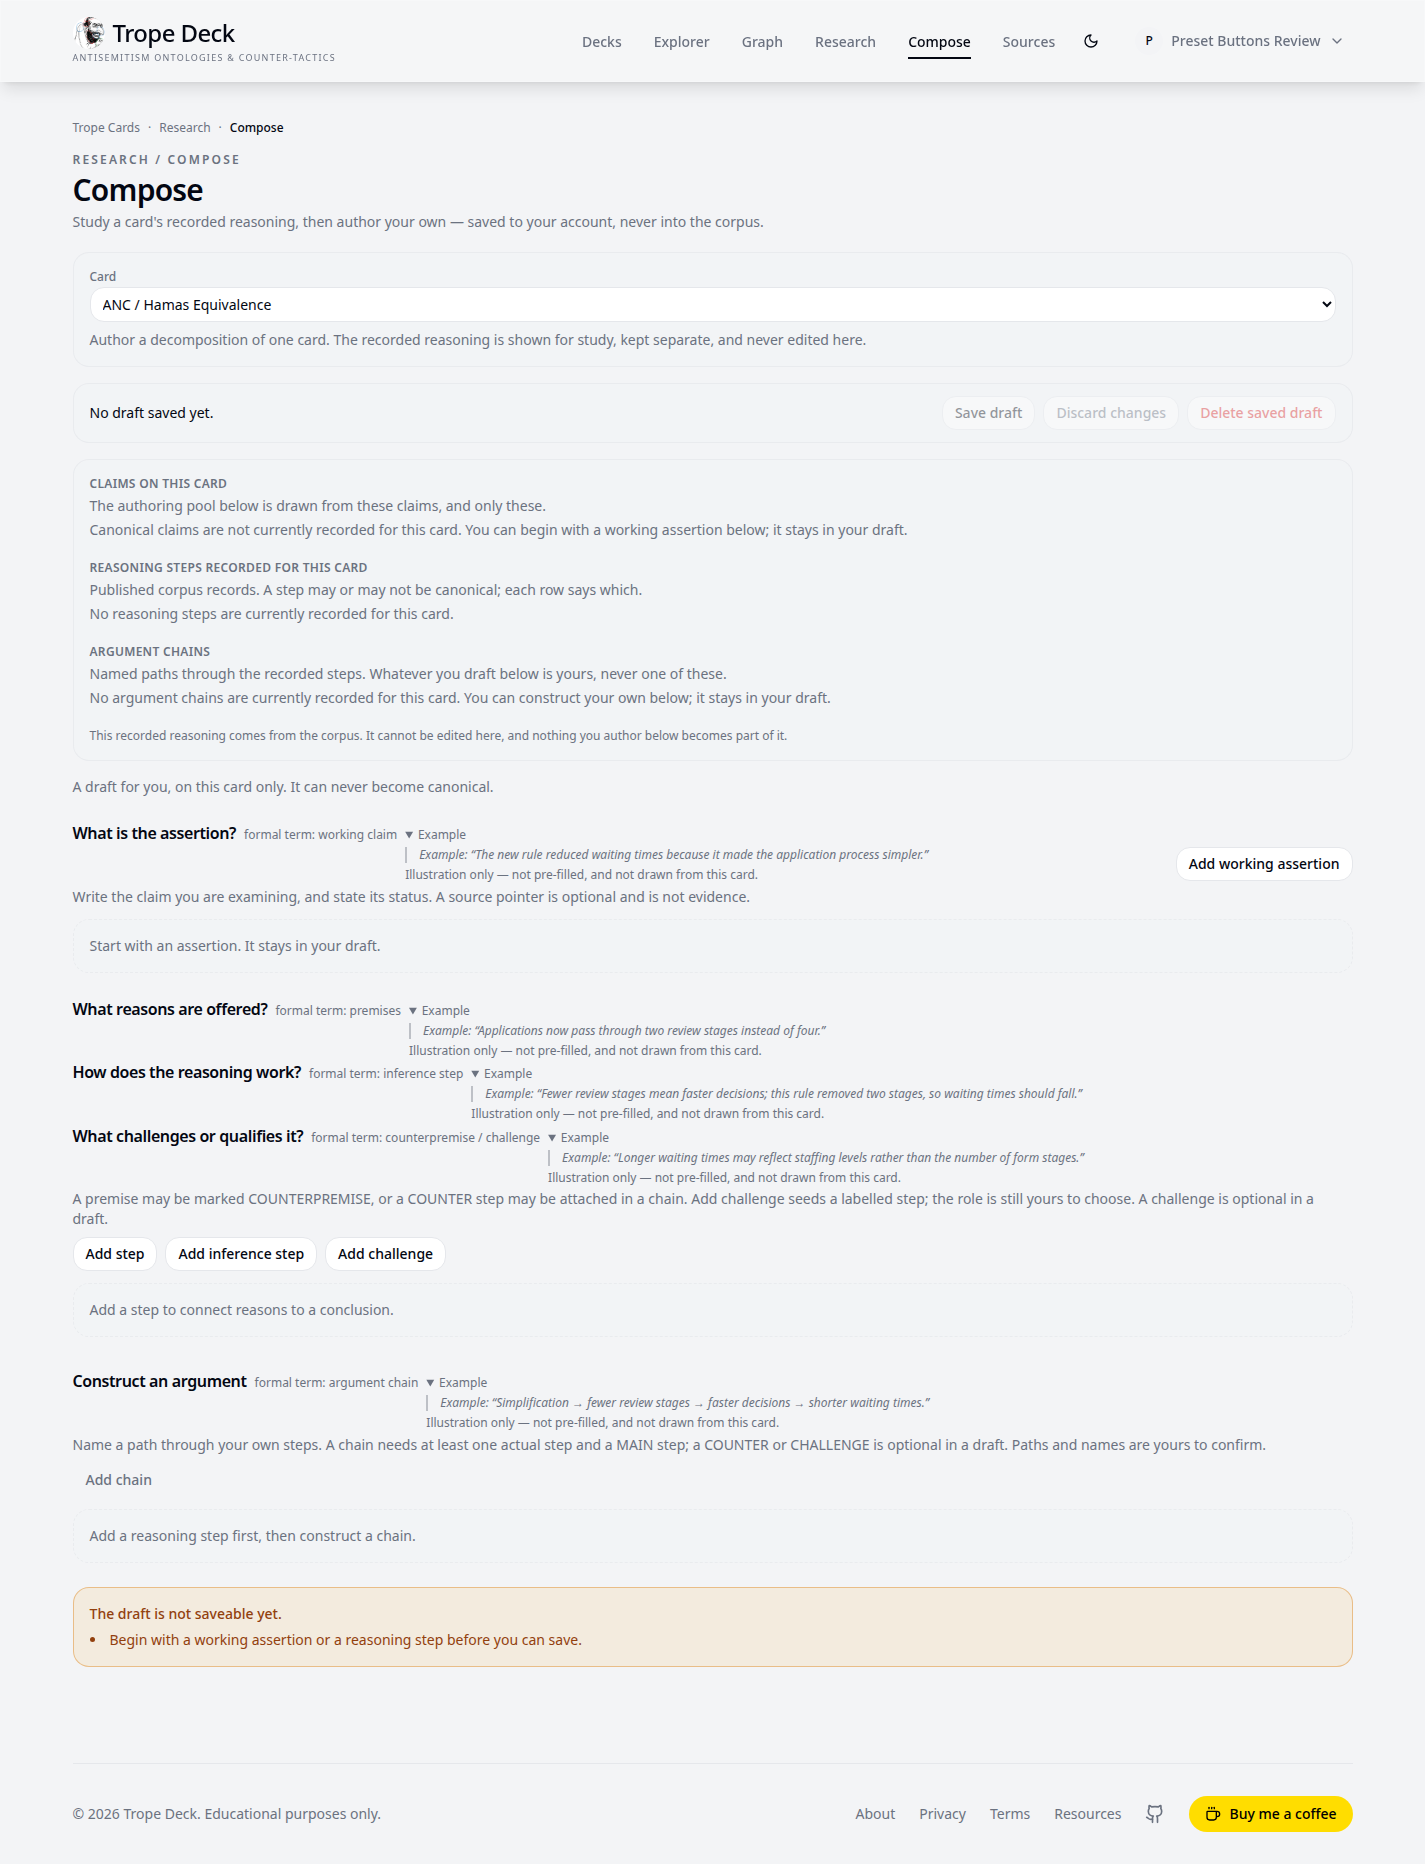 Trope Deck
ANTISEMITISM ONTOLOGIES & COUNTER-TACTICS
Decks
Explorer
Graph
Research
Compose
Sources
P
Preset Buttons Review
Trope Cards · Research · Compose
RESEARCH / COMPOSE
Compose
Study a card's recorded reasoning, then author your own — saved to your account, never into the corpus.
Card
ANC / Hamas Equivalence
Author a decomposition of one card. The recorded reasoning is shown for study, kept separate, and never edited here.
No draft saved yet.
Save draft
Discard changes
Delete saved draft
CLAIMS ON THIS CARD
The authoring pool below is drawn from these claims, and only these.
Canonical claims are not currently recorded for this card. You can begin with a working assertion below; it stays in your draft.
REASONING STEPS RECORDED FOR THIS CARD
Published corpus records. A step may or may not be canonical; each row says which.
No reasoning steps are currently recorded for this card.
ARGUMENT CHAINS
Named paths through the recorded steps. Whatever you draft below is yours, never one of these.
No argument chains are currently recorded for this card. You can construct your own below; it stays in your draft.
This recorded reasoning comes from the corpus. It cannot be edited here, and nothing you author below becomes part of it.
A draft for you, on this card only. It can never become canonical.
What is the assertion? formal term: working claim ▼ Example
Example: “The new rule reduced waiting times because it made the application process simpler.”
Illustration only — not pre-filled, and not drawn from this card.
Add working assertion
Write the claim you are examining, and state its status. A source pointer is optional and is not evidence.
Start with an assertion. It stays in your draft.
What reasons are offered? formal term: premises ▼ Example
Example: “Applications now pass through two review stages instead of four.”
Illustration only — not pre-filled, and not drawn from this card.
How does the reasoning work? formal term: inference step ▼ Example
Example: “Fewer review stages mean faster decisions; this rule removed two stages, so waiting times should fall.”
Illustration only — not pre-filled, and not drawn from this card.
What challenges or qualifies it? formal term: counterpremise / challenge ▼ Example
Example: “Longer waiting times may reflect staffing levels rather than the number of form stages.”
Illustration only — not pre-filled, and not drawn from this card.
A premise may be marked COUNTERPREMISE, or a COUNTER step may be attached in a chain. Add challenge seeds a labelled step; the role is still yours to choose. A challenge is optional in a
draft.
Add step
Add inference step
Add challenge
Add a step to connect reasons to a conclusion.
Construct an argument formal term: argument chain ▼ Example
Example: “Simplification → fewer review stages → faster decisions → shorter waiting times.”
Illustration only — not pre-filled, and not drawn from this card.
Name a path through your own steps. A chain needs at least one actual step and a MAIN step; a COUNTER or CHALLENGE is optional in a draft. Paths and names are yours to confirm.
Add chain
Add a reasoning step first, then construct a chain.
The draft is not saveable yet.
• Begin with a working assertion or a reasoning step before you can save.
© 2026 Trope Deck. Educational purposes only.
About
Privacy
Terms
Resources
Buy me a coffee